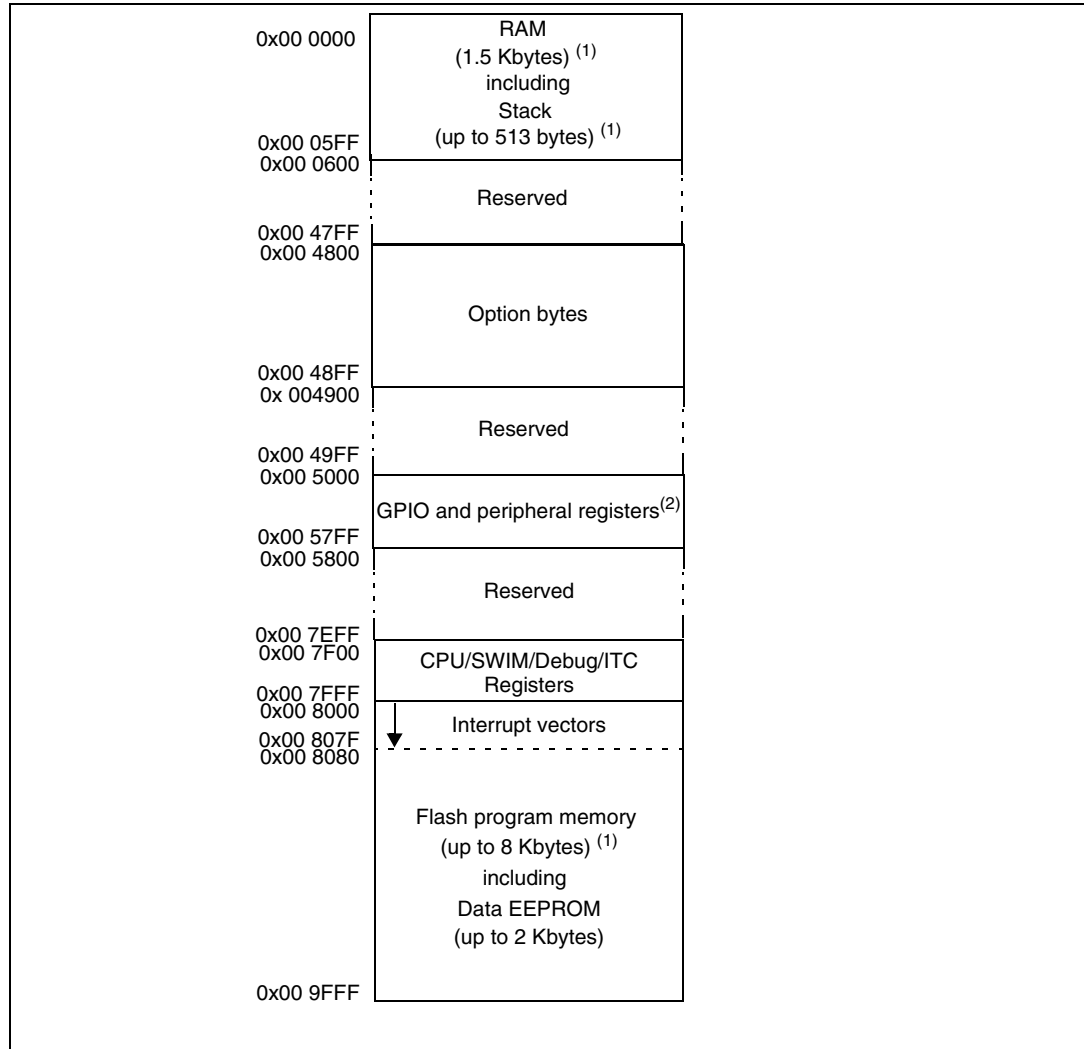 0x00 0000
RAM
(1.5 Kbytes) (1)
including
Stack
(up to 513 bytes) (1)
0x00 05FF
0x00 0600
Reserved
0x00 47FF
0x00 4800
Option bytes
0x00 48FF
0x 004900
Reserved
0x00 49FF
0x00 5000
GPIO and peripheral registers(2)
0x00 57FF
0x00 5800
Reserved
0x00 7EFF
0x00 7F00
CPU/SWIM/Debug/ITC
Registers
0x00 7FFF
0x00 8000
Interrupt vectors
0x00 807F
0x00 8080
Flash program memory
(up to 8 Kbytes) (1)
including
Data EEPROM
(up to 2 Kbytes)
0x00 9FFF